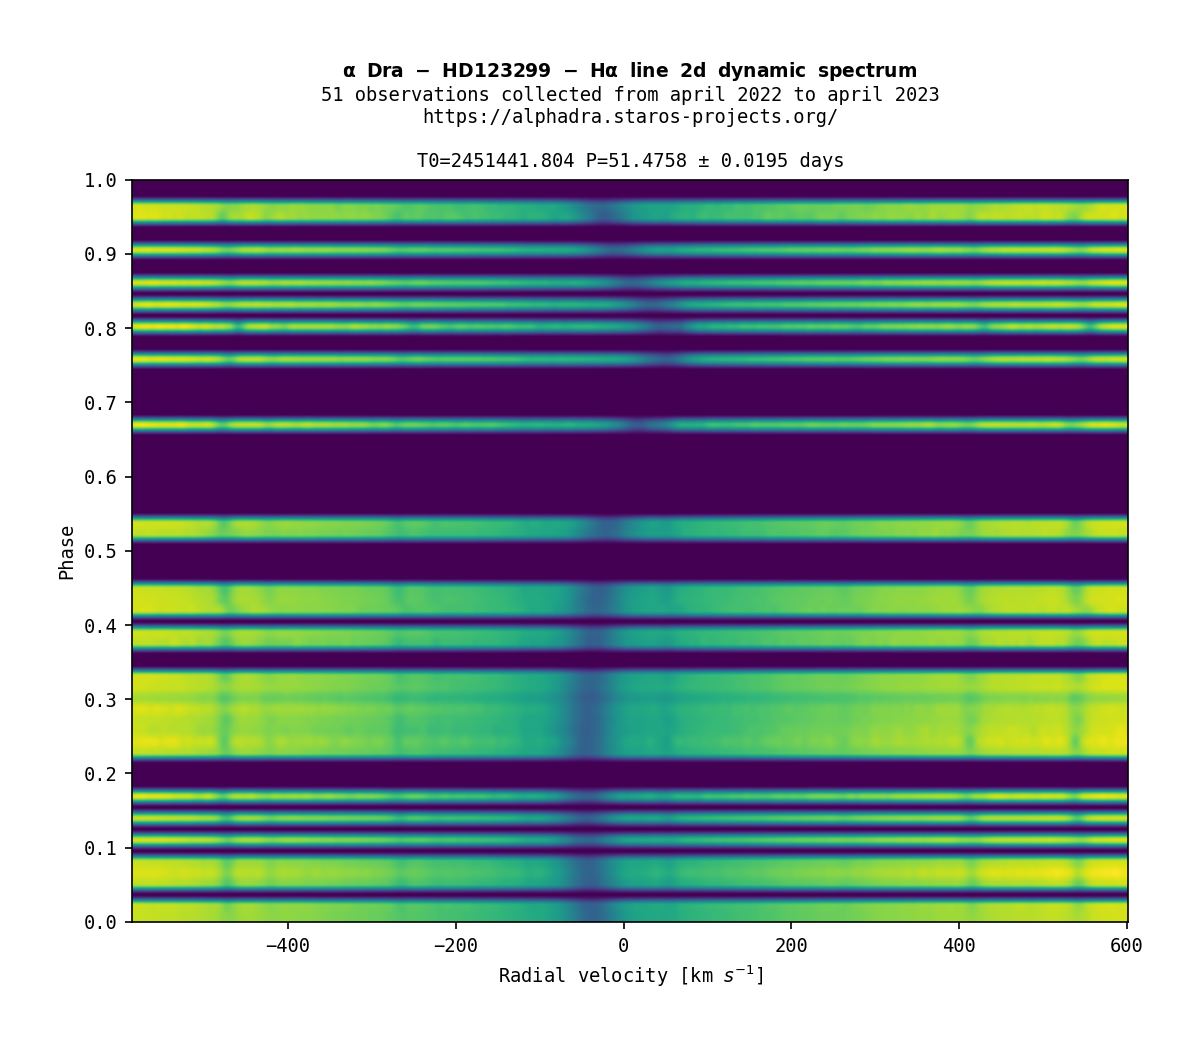 α Dra − HD123299 − Hα line 2d dynamic spectrum
51 observations collected from april 2022 to april 2023
https://alphadra.staros-projects.org/
T0=2451441.804 P=51.4758 ± 0.0195 days
1.0
0.9
0.8
0.7
0.6
0.5
0.4
0.3
0.2
0.1
0.0
Phase
−400 −200 0 200 400 600
Radial velocity [km s⁻¹]